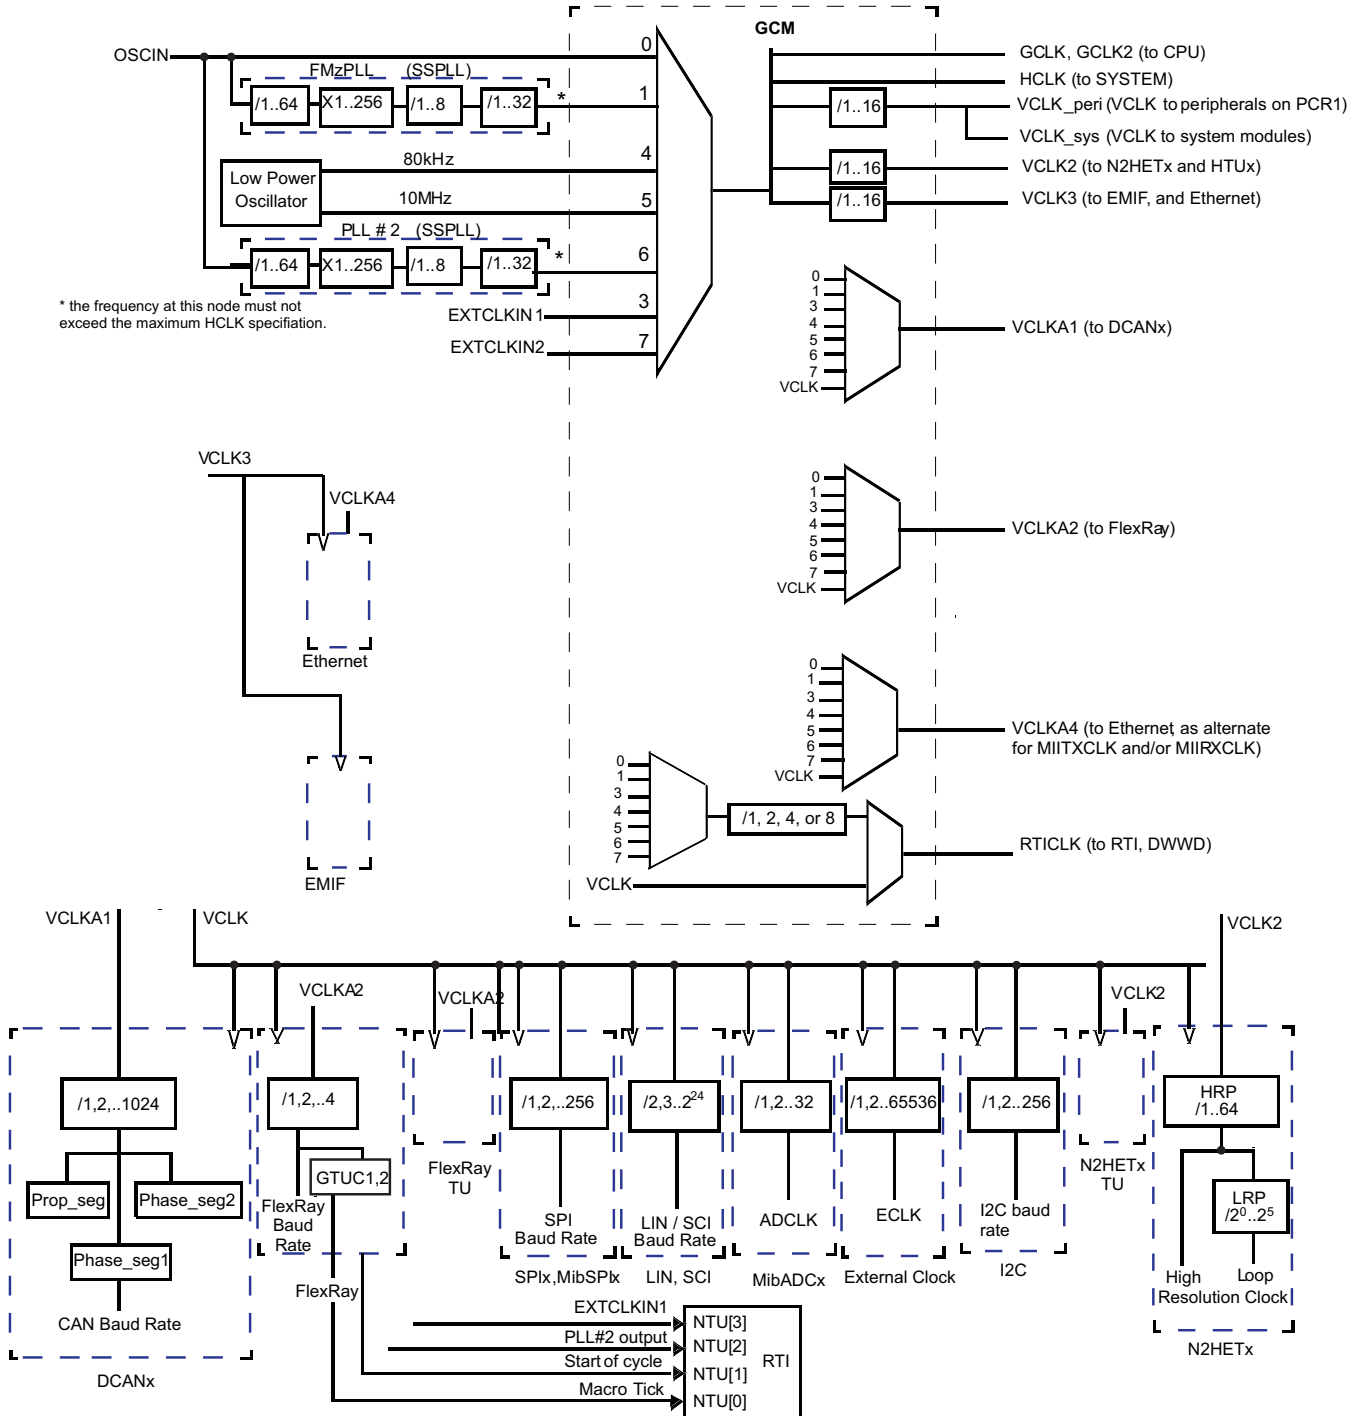 GCM
OSCIN
0
GCLK, GCLK2 (to CPU)
FMzPLL (SSPLL)
HCLK (to SYSTEM)
/1..64
X1..256
/1..8
/1..32
*
1
/1..16
VCLK_peri (VCLK to peripherals on PCR1)
VCLK_sys (VCLK to system modules)
80kHz
4
Low Power
Oscillator
/1..16
VCLK2 (to N2HETx and HTUx)
10MHz
5
/1..16
VCLK3 (to EMIF, and Ethernet)
PLL # 2 (SSPLL)
/1..64
X1..256
/1..8
/1..32
*
6
* the frequency at this node must not
exceed the maximum HCLK specifiation.
EXTCLKIN1
3
EXTCLKIN2
7
0
1
3
4
5
6
7
VCLK
VCLKA1 (to DCANx)
VCLK3
VCLKA4
Ethernet
EMIF
0
1
3
4
5
6
7
VCLK
VCLKA2 (to FlexRay)
0
1
3
4
5
6
7
VCLK
VCLKA4 (to Ethernet, as alternate
for MIITXCLK and/or MIIRXCLK)
0
1
3
4
5
6
7
/1, 2, 4, or 8
VCLK
RTICLK (to RTI, DWWD)
VCLKA1
VCLK
VCLK2
VCLKA2
VCLKA2
VCLK2
/1,2,..1024
/1,2,..4
/1,2,..256
/2,3..2²⁴
/1,2..32
/1,2..65536
/1,2..256
HRP
/1..64
Prop_seg
Phase_seg2
Phase_seg1
CAN Baud Rate
DCANx
GTUC1,2
FlexRay
Baud
Rate
FlexRay
FlexRay
TU
SPI
Baud Rate
SPIx,MibSPIx
LIN / SCI
Baud Rate
LIN, SCI
ADCLK
MibADCx
ECLK
External Clock
I2C baud
rate
I2C
N2HETx
TU
LRP
/2⁰..2⁵
High
Loop
Resolution Clock
N2HETx
EXTCLKIN1
NTU[3]
PLL#2 output
NTU[2]
RTI
Start of cycle
NTU[1]
Macro Tick
NTU[0]